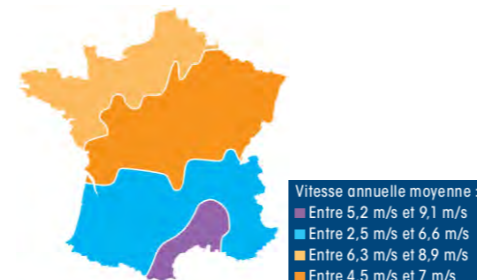 Vitesse annuelle moyenne :
Entre 5,2 m/s et 9,1 m/s
Entre 2,5 m/s et 6,6 m/s
Entre 6,3 m/s et 8,9 m/s
Entre 4,5 m/s et 7 m/s